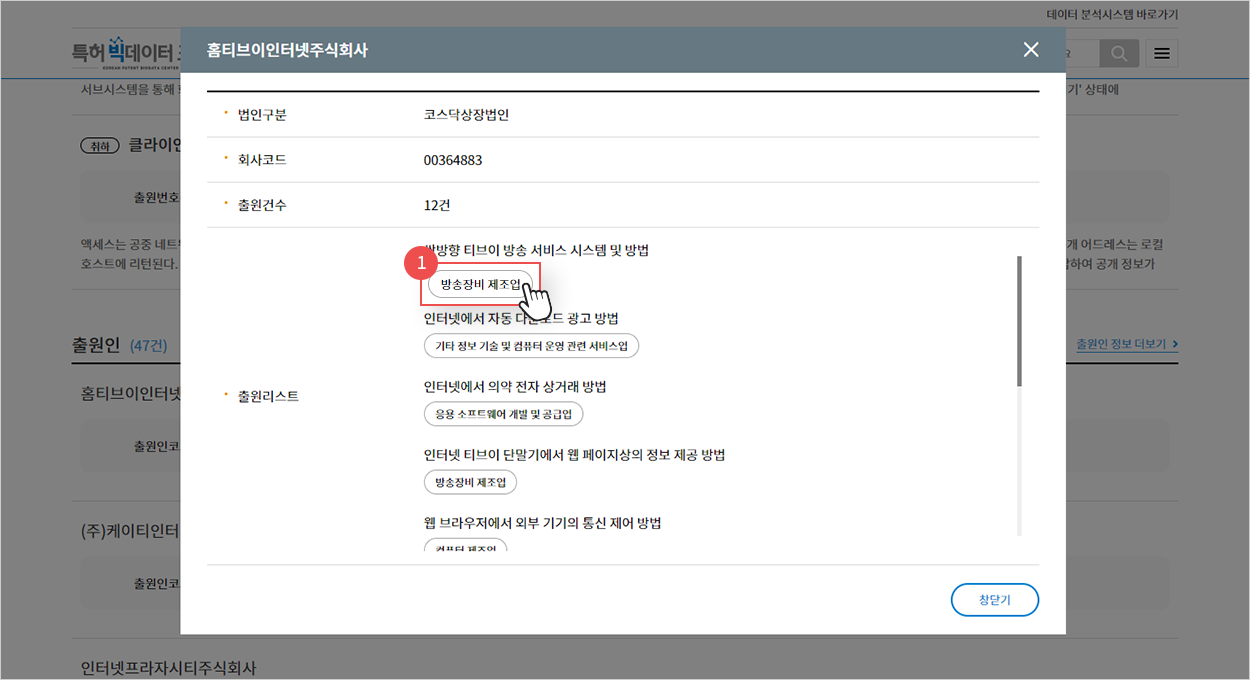 데이터 분석시스템 바로가기
특허 빅데이터
KOREAN PATENT BIGDATA CENTER
홈티브이인터넷주식회사
서브시스템을 통해
기' 상태에
법인구분 코스닥상장법인
취하 클라이언
회사코드 00364883
출원번호
출원건수 12건
액세스는 공중 네트
개 어드레스는 로컬
호스트에 리턴된다.
하여 공개 정보가
쌍방향 티브이 방송 서비스 시스템 및 방법
1
방송장비 제조업
인터넷에서 자동 다운로드 광고 방법
기타 정보 기술 및 컴퓨터 운영 관련 서비스업
출원인 (47건)
출원인 정보 더보기
출원리스트
인터넷에서 의약 전자 상거래 방법
응용 소프트웨어 개발 및 공급업
홈티브이인터넷
출원인코
인터넷 티브이 단말기에서 웹 페이지상의 정보 제공 방법
방송장비 제조업
웹 브라우저에서 외부 기기의 통신 제어 방법
컴퓨터 제조업
(주)케이티인터
출원인코
창닫기
인터넷프라자시티주식회사